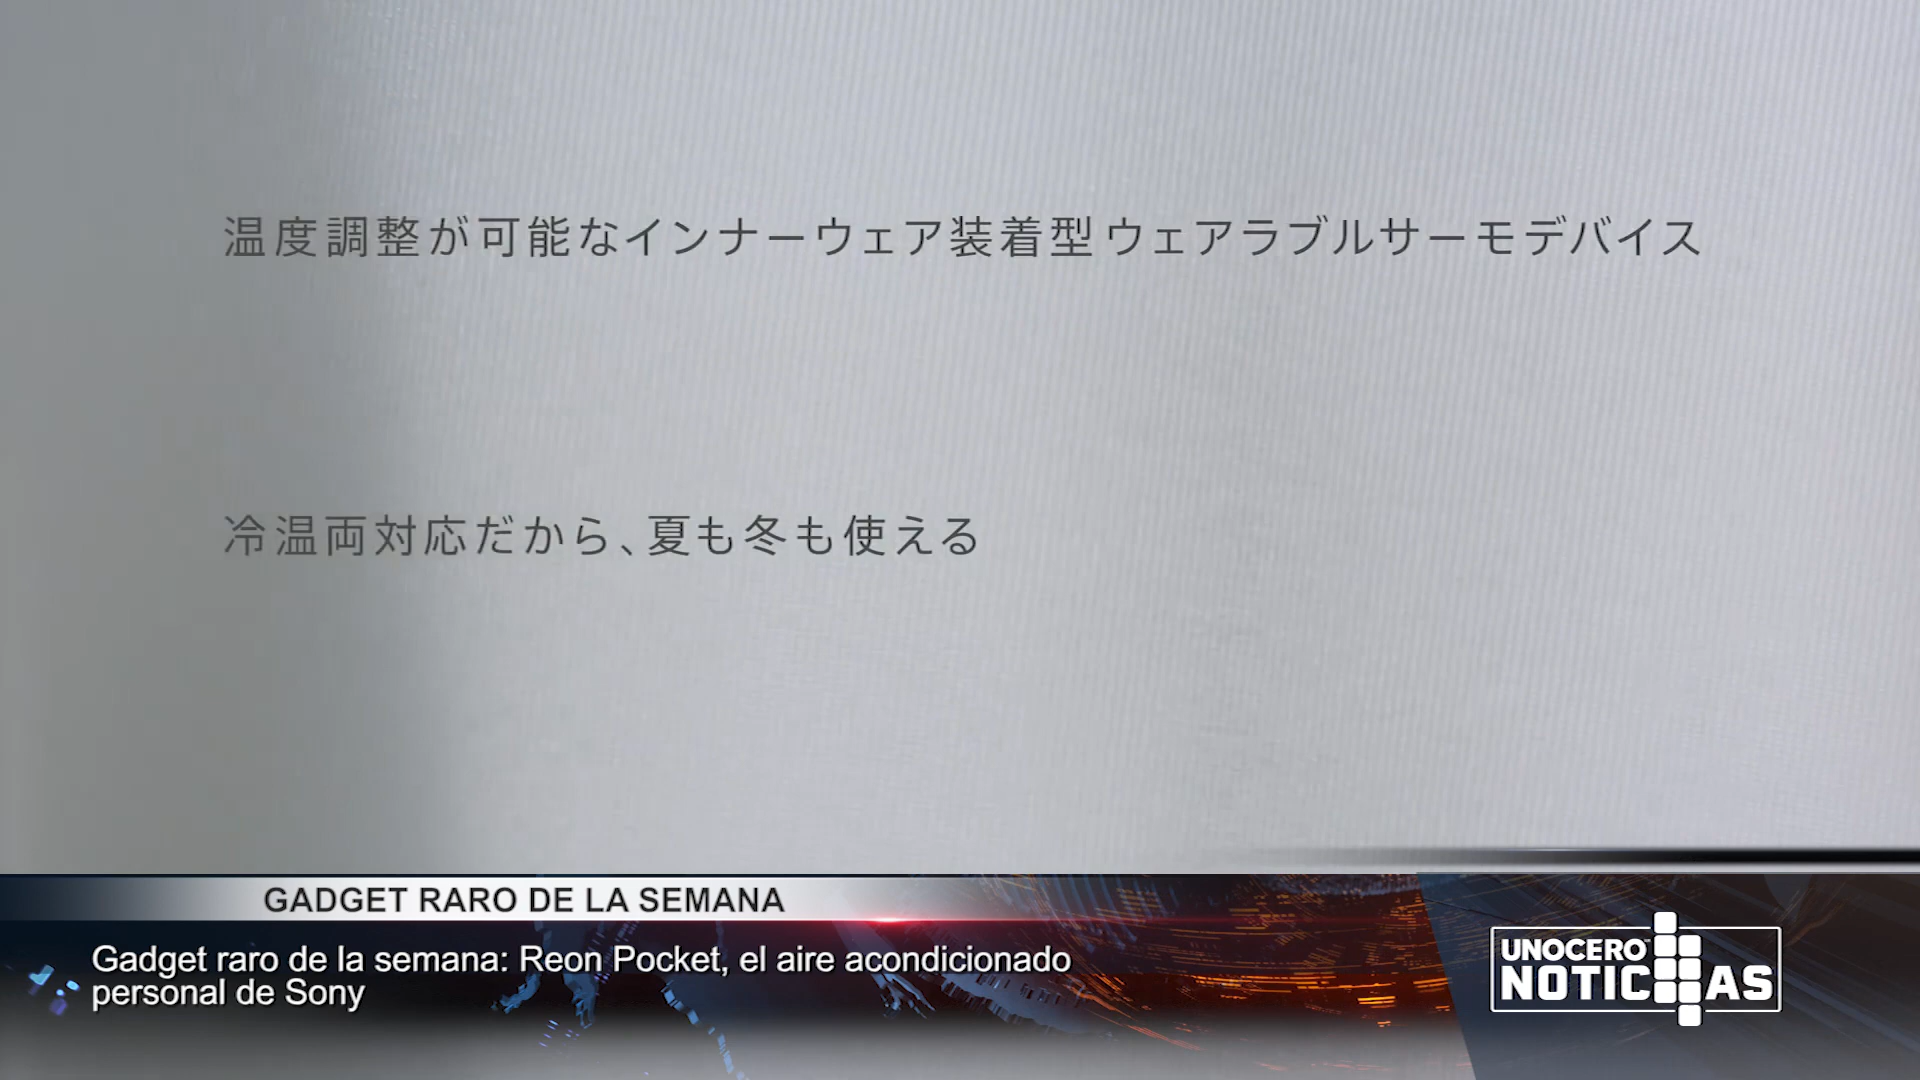 温度調整が可能なインナーウェア装着型ウェアラブルサーモデバイス
冷温両対応だから、夏も冬も使える
GADGET RARO DE LA SEMANA
Gadget raro de la semana: Reon Pocket, el aire acondicionado
personal de Sony
UNOCERO
NOTICIAS